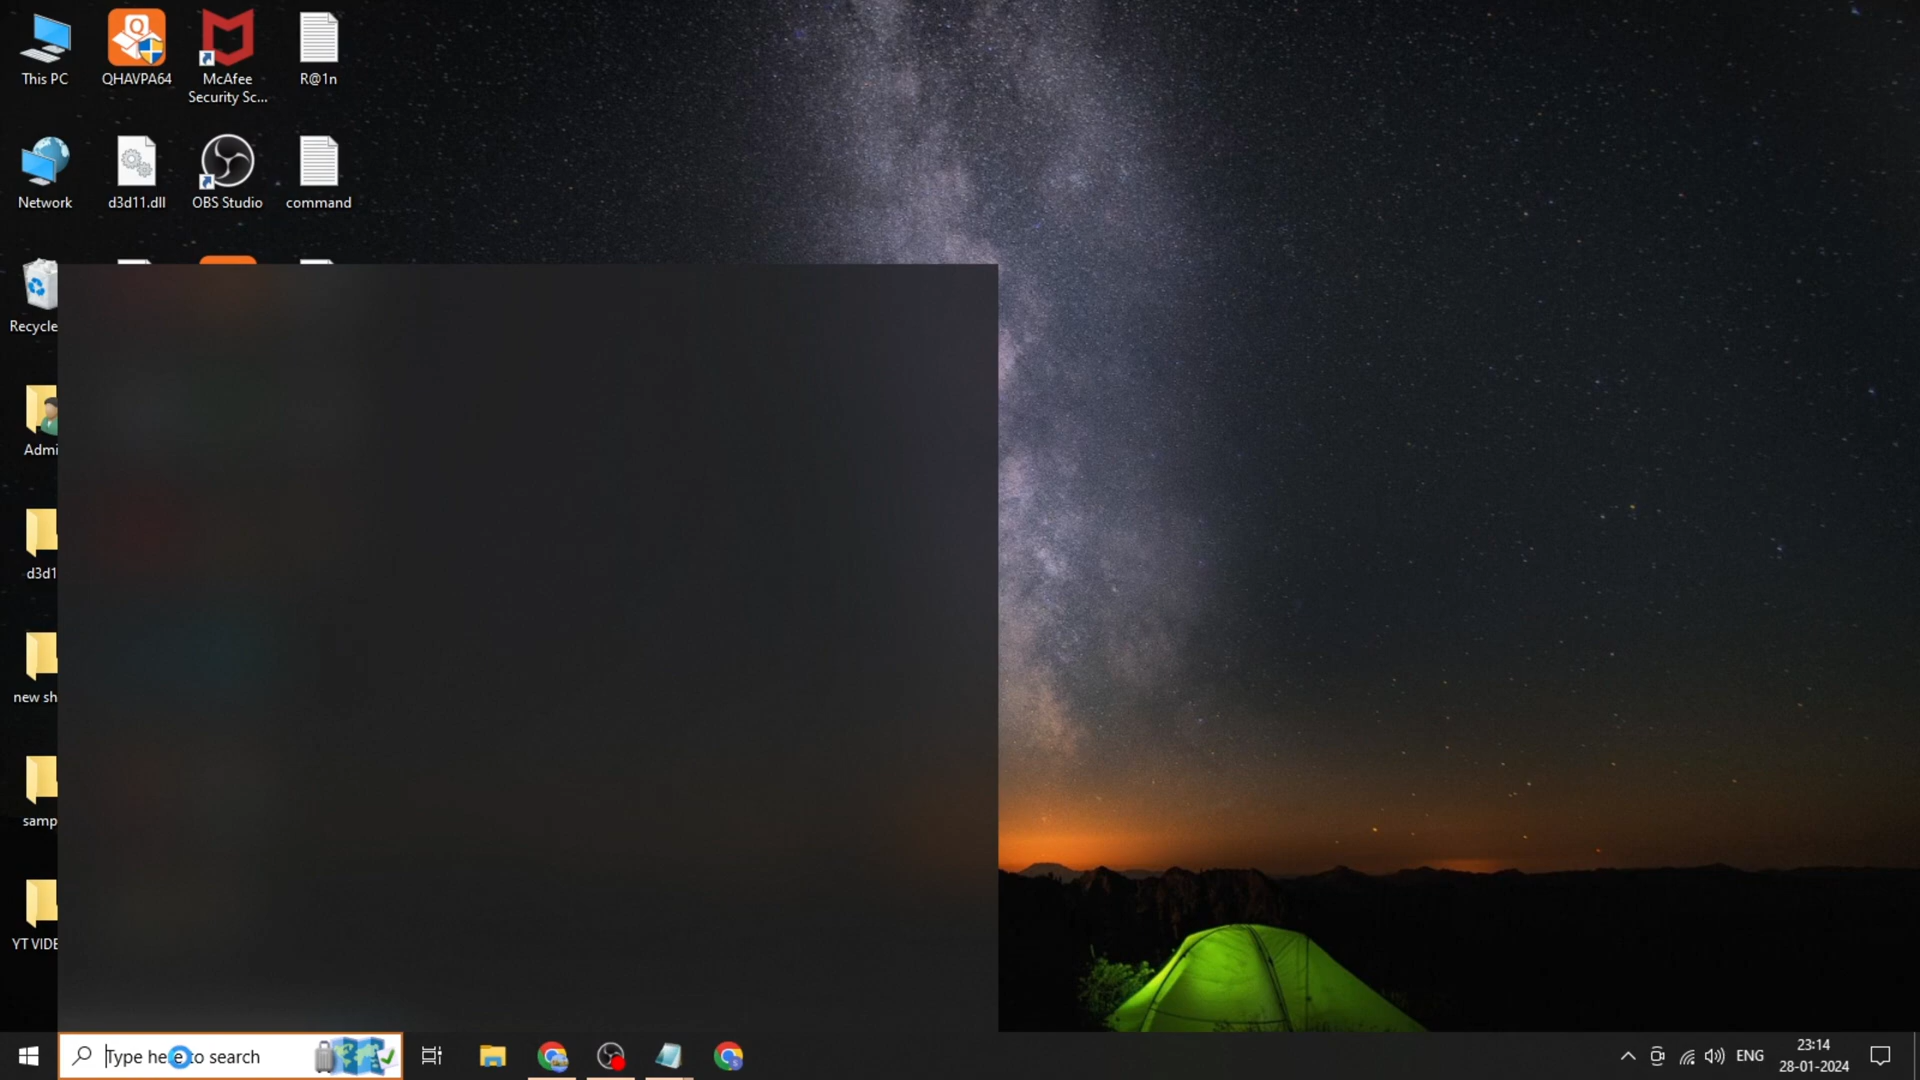 This PC
QHAVPA64
McAfee
Security Sc...
R@1n
Network
d3d11.dll
OBS Studio
command
Recycle
Admi
d3d1
new sh
samp
YT VIDE
Type here to search
ENG
23:14
28-01-2024